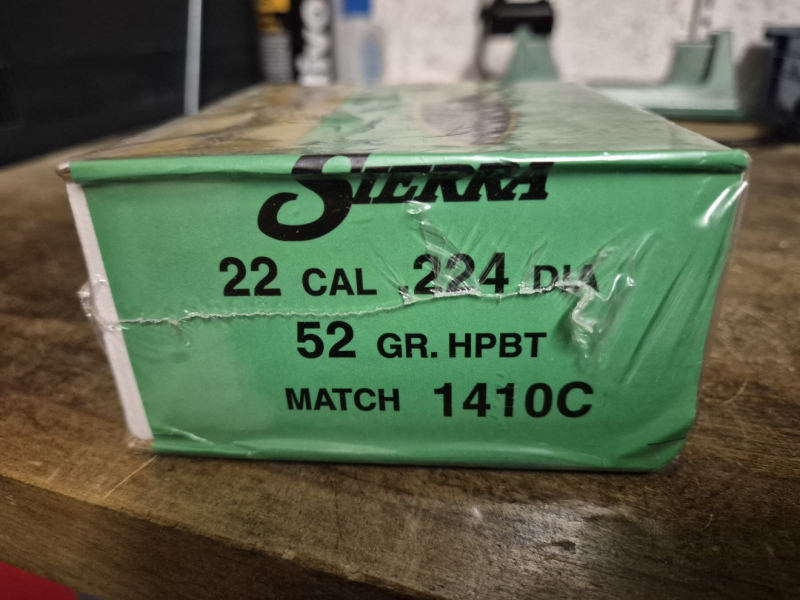 SIERRA
22 CAL .224 DIA
52 GR. HPBT
MATCH 1410C